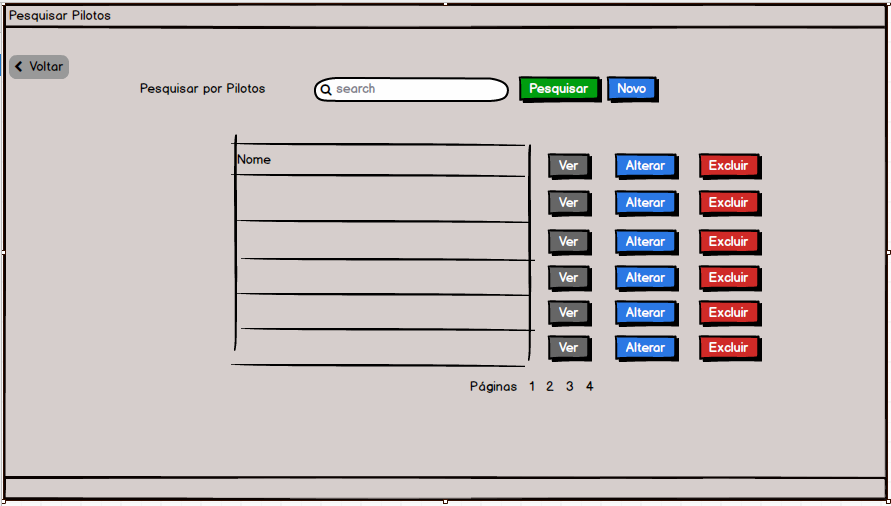 Pesquisar Pilotos
Voltar
Pesquisar por Pilotos search Pesquisar Novo
Nome Ver Alterar Excluir
Ver Alterar Excluir
Ver Alterar Excluir
Ver Alterar Excluir
Ver Alterar Excluir
Ver Alterar Excluir
Páginas 1 2 3 4